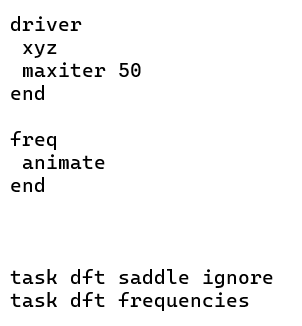 driver
 xyz
 maxiter 50
end

freq
 animate
end

task dft saddle ignore
task dft frequencies